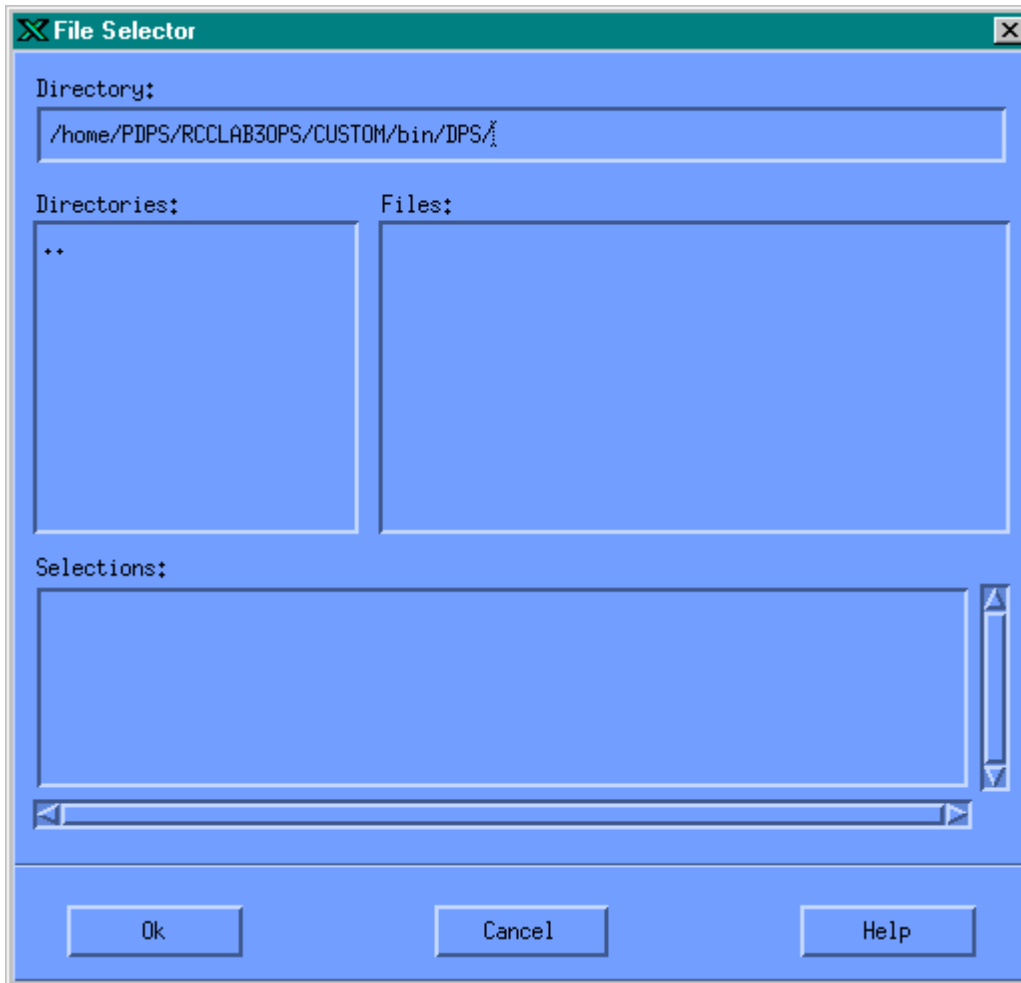 File Selector
Directory:
/home/PDPS/RCCLAB3OPS/CUSTOM/bin/DPS/
Directories: Files:
..
Selections:
Ok Cancel Help